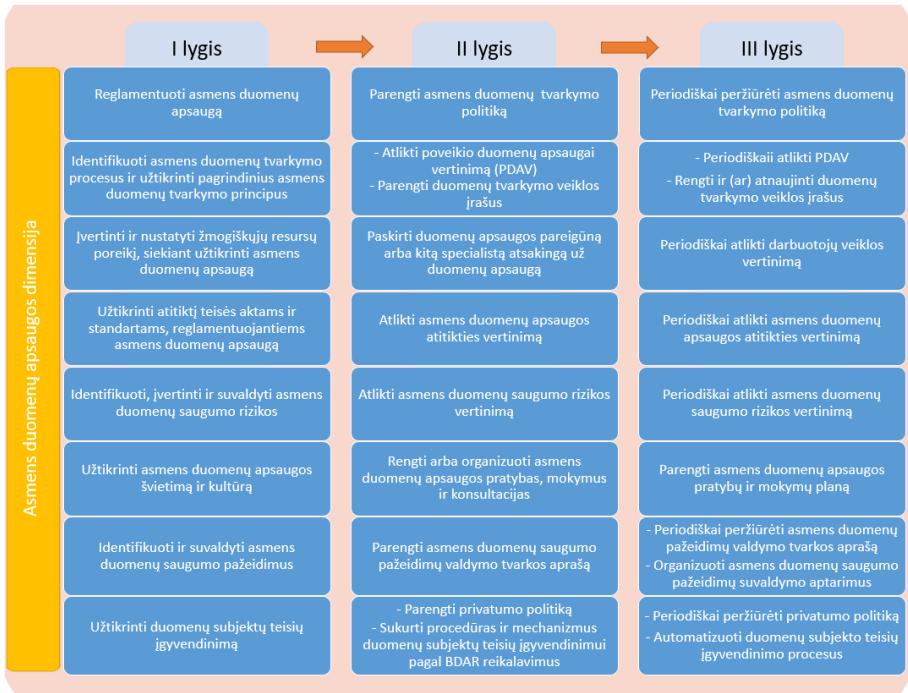 I lygis
II lygis
III lygis
Asmens duomenų apsaugos dimensija
Reglamentuoti asmens duomenų
apsaugą
Parengti asmens duomenų tvarkymo
politiką
Periodiškai peržiūrėti asmens duomenų
tvarkymo politiką
Identifikuoti asmens duomenų tvarkymo
procesus ir užtikrinti pagrindinius asmens
duomenų tvarkymo principus
- Atlikti poveikio duomenų apsaugai
vertinimą (PDAV)
- Parengti duomenų tvarkymo veiklos
įrašus
- Periodiškaii atlikti PDAV
- Rengti ir (ar) atnaujinti duomenų
tvarkymo veiklos įrašus
Įvertinti ir nustatyti žmogiškųjų resursų
poreikį, siekiant užtikrinti asmens
duomenų apsaugą
Paskirti duomenų apsaugos pareigūną
arba kitą specialistą atsakingą už
duomenų apsaugą
Periodiškai atlikti darbuotojų veiklos
vertinimą
Užtikrinti atitiktį teisės aktams ir
standartams, reglamentuojantiems
asmens duomenų apsaugą
Atlikti asmens duomenų apsaugos
atitikties vertinimą
Periodiškai atlikti asmens duomenų
apsaugos atitikties vertinimą
Identifikuoti, įvertinti ir suvaldyti asmens
duomenų saugumo rizikos
Atlikti asmens duomenų saugumo rizikos
vertinimą
Periodiškai atlikti asmens duomenų
saugumo rizikos vertinimą
Užtikrinti asmens duomenų apsaugos
švietimą ir kultūrą
Rengti arba organizuoti asmens
duomenų apsaugos pratybas, mokymus
ir konsultacijas
Parengti asmens duomenų apsaugos
pratybų ir mokymų planą
Identifikuoti ir suvaldyti asmens
duomenų saugumo pažeidimus
Parengti asmens duomenų saugumo
pažeidimų valdymo tvarkos aprašą
- Periodiškai peržiūrėti asmens duomenų
pažeidimų valdymo tvarkos aprašą
- Organizuoti asmens duomenų saugumo
pažeidimų suvaldymo aptarimus
Užtikrinti duomenų subjektų teisių
įgyvendinimą
- Parengti privatumo politiką
- Sukurti procedūras ir mechanizmus
duomenų subjektų teisių įgyvendinimui
pagal BDAR reikalavimus
- Periodiškai peržiūrėti privatumo politiką
- Automatizuoti duomenų subjekto teisių
įgyvendinimo procesus